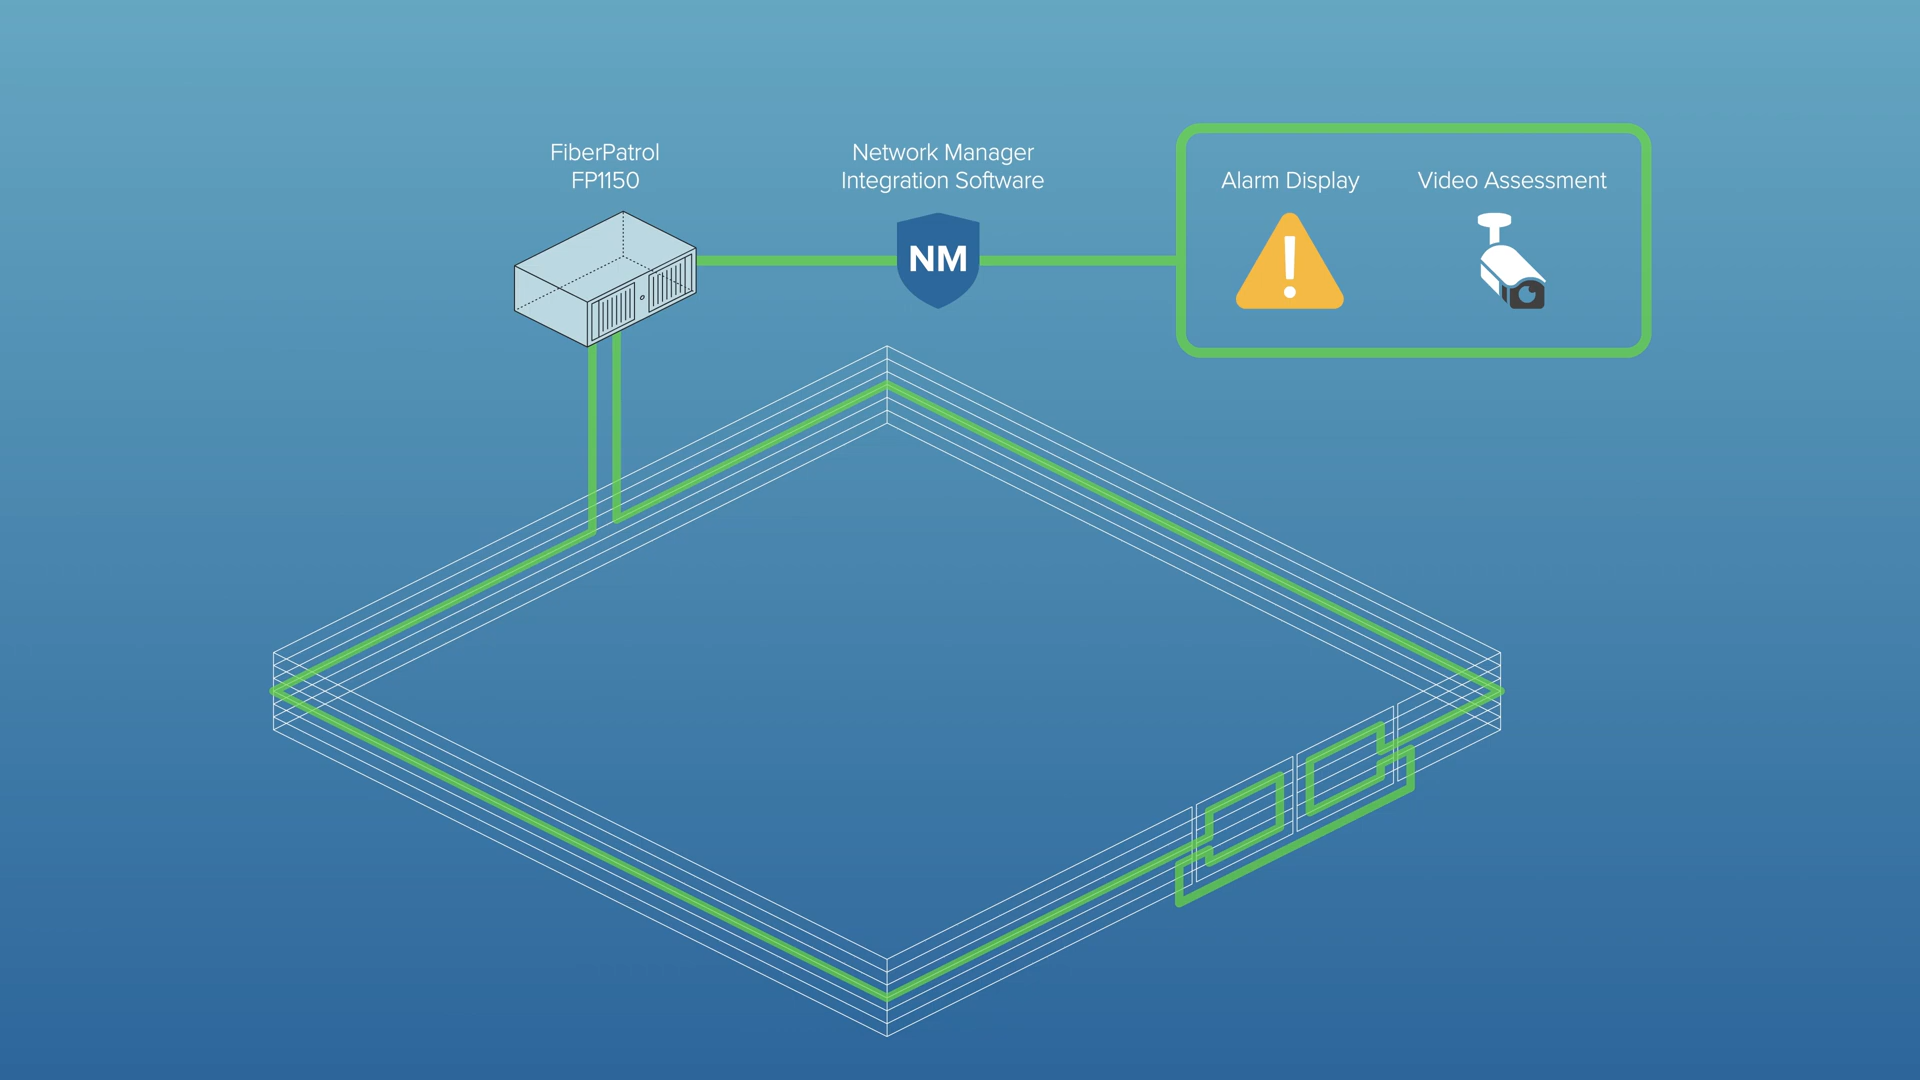 FiberPatrol
FP1150
Network Manager
Integration Software
NM
Alarm Display
Video Assessment